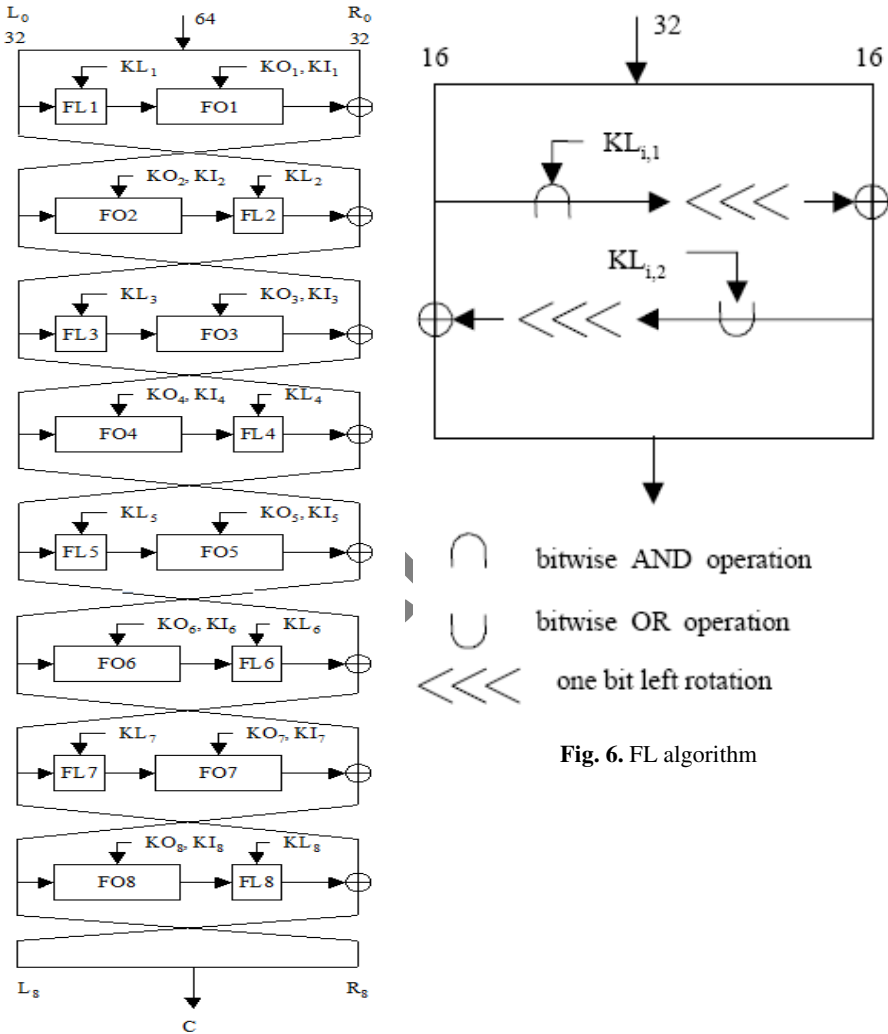 L₀ 64 R₀
32 32
KL₁ KO₁, KI₁
FL1 FO1
KO₂, KI₂ KL₂
FO2 FL2
KL₃ KO₃, KI₃
FL3 FO3
KO₄, KI₄ KL₄
FO4 FL4
KL₅ KO₅, KI₅
FL5 FO5
KO₆, KI₆ KL₆
FO6 FL6
KL₇ KO₇, KI₇
FL7 FO7
KO₈, KI₈ KL₈
FO8 FL8
L₈ R₈
C
32
16 16
KLᵢ,₁
KLᵢ,₂
bitwise AND operation
bitwise OR operation
one bit left rotation
Fig. 6. FL algorithm